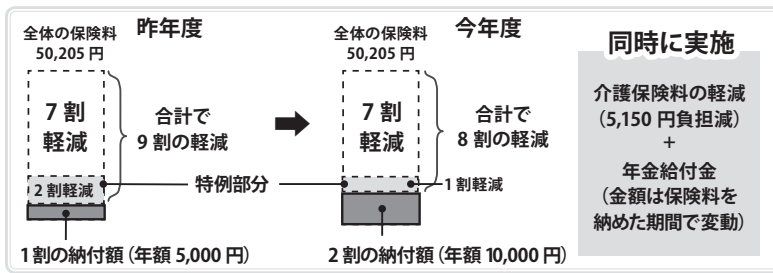 昨年度
全体の保険料
50,205 円
7 割
軽減
合計で
9 割の軽減
2 割軽減
1 割の納付額（年額 5,000 円）
特例部分
今年度
全体の保険料
50,205 円
7 割
軽減
合計で
8 割の軽減
1 割軽減
2 割の納付額（年額 10,000 円）
同時に実施
介護保険料の軽減
（5,150 円負担減）
+
年金給付金
（金額は保険料を
納めた期間で変動）